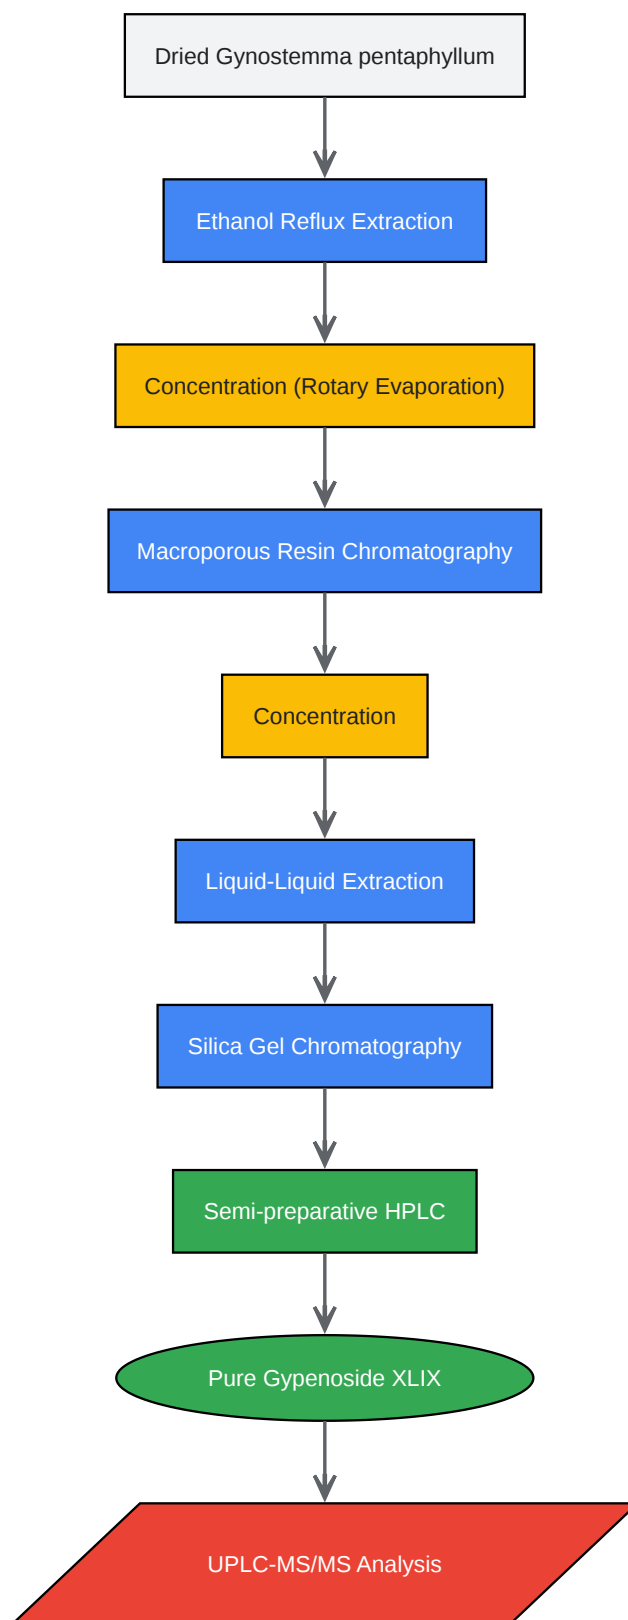 Dried Gynostemma pentaphyllum
Ethanol Reflux Extraction
Concentration (Rotary Evaporation)
Macroporous Resin Chromatography
Concentration
Liquid-Liquid Extraction
Silica Gel Chromatography
Semi-preparative HPLC
Pure Gypenoside XLIX
UPLC-MS/MS Analysis